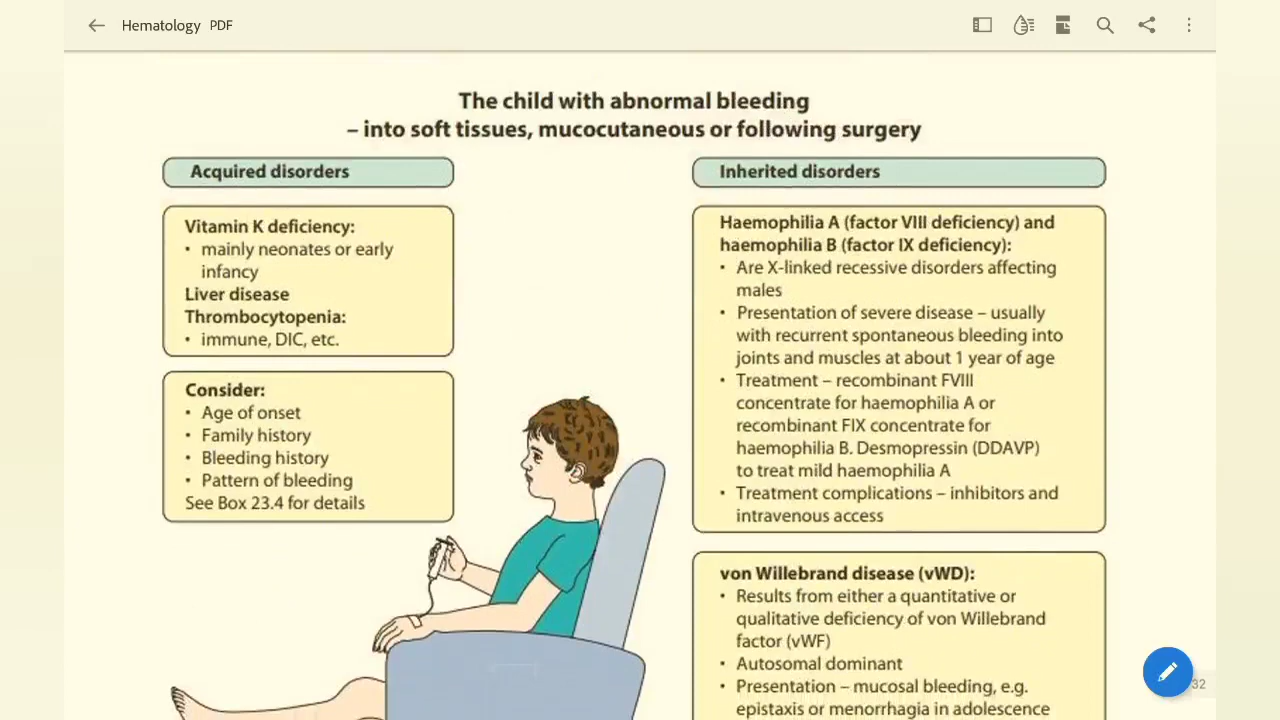 Hematology PDF
The child with abnormal bleeding
– into soft tissues, mucocutaneous or following surgery
Acquired disorders
Vitamin K deficiency:
• mainly neonates or early
infancy
Liver disease
Thrombocytopenia:
• immune, DIC, etc.
Consider:
• Age of onset
• Family history
• Bleeding history
• Pattern of bleeding
See Box 23.4 for details
Inherited disorders
Haemophilia A (factor VIII deficiency) and
haemophilia B (factor IX deficiency):
• Are X-linked recessive disorders affecting
males
• Presentation of severe disease – usually
with recurrent spontaneous bleeding into
joints and muscles at about 1 year of age
• Treatment – recombinant FVIII
concentrate for haemophilia A or
recombinant FIX concentrate for
haemophilia B. Desmopressin (DDAVP)
to treat mild haemophilia A
• Treatment complications – inhibitors and
intravenous access
von Willebrand disease (vWD):
• Results from either a quantitative or
qualitative deficiency of von Willebrand
factor (vWF)
• Autosomal dominant
• Presentation – mucosal bleeding, e.g.
epistaxis or menorrhagia in adolescence
32